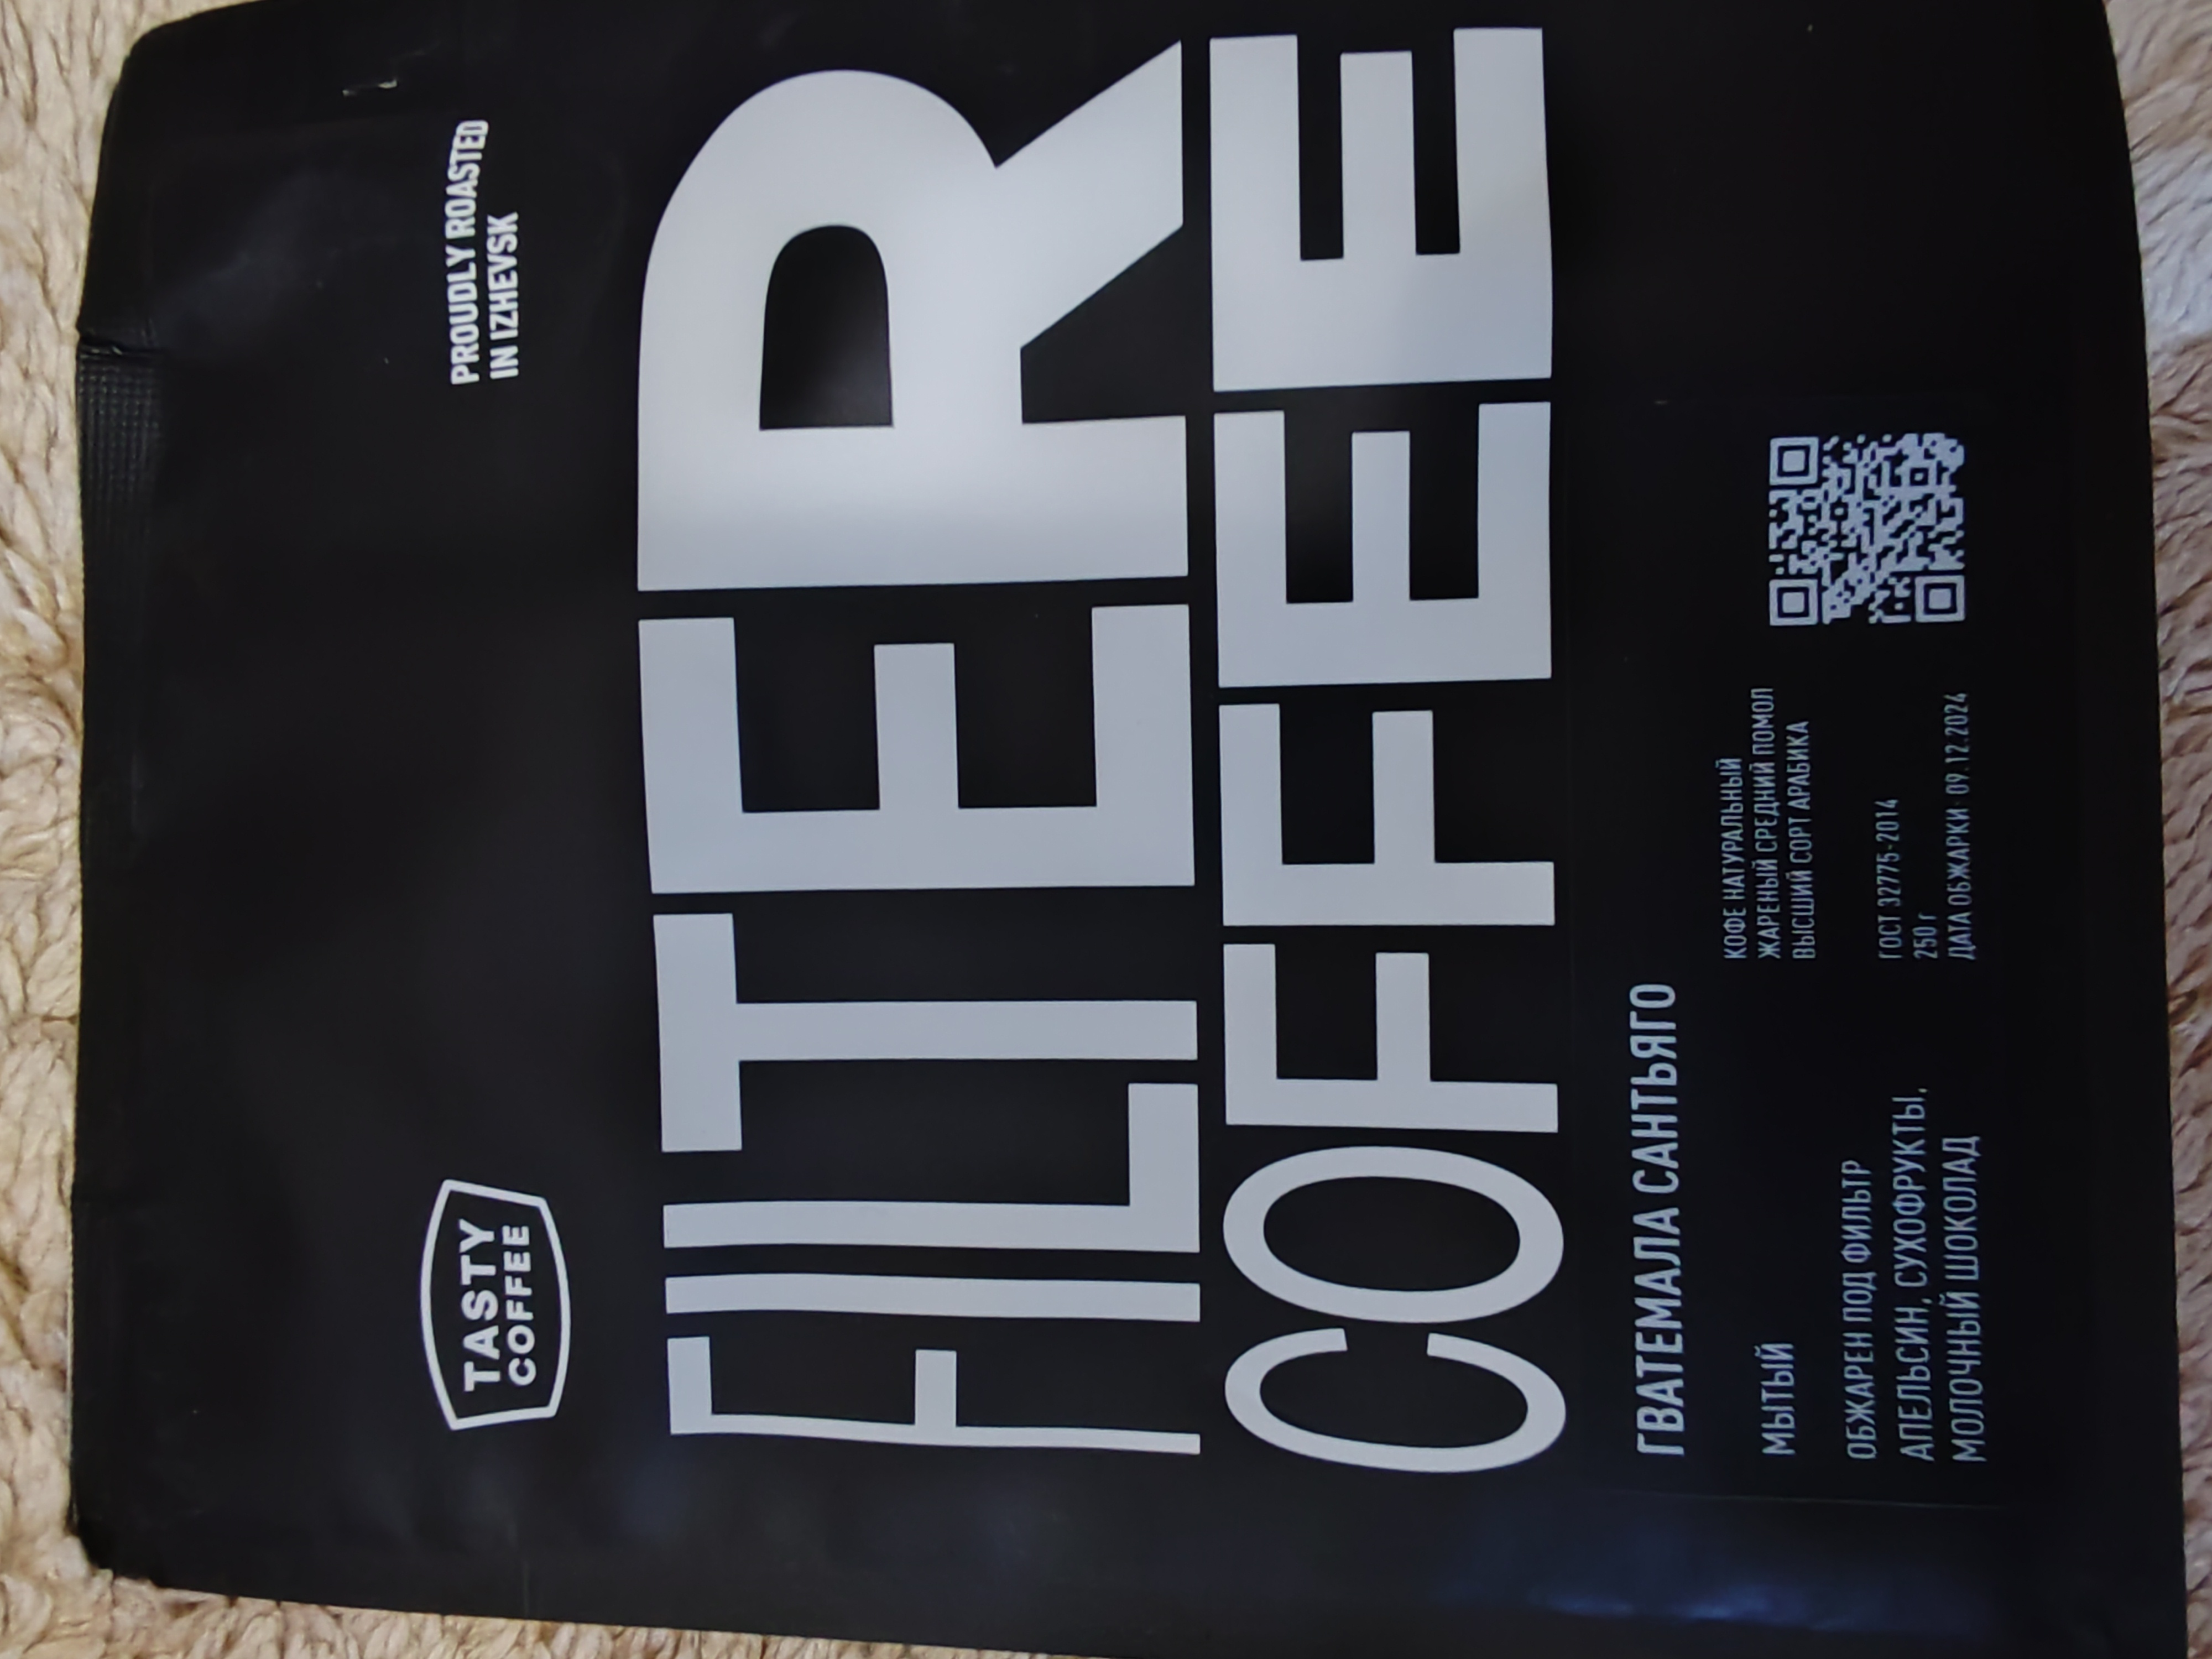 TASTY
COFFEE
PROUDLY ROASTED
IN IZHEVSK
FILTER
COFFEE
ГВАТЕМАЛА САНТЬЯГО
МЫТЫЙ
ОБЖАРЕН ПОД ФИЛЬТР
АПЕЛЬСИН, СУХОФРУКТЫ,
МОЛОЧНЫЙ ШОКОЛАД
КОФЕ НАТУРАЛЬНЫЙ
ЖАРЕНЫЙ СРЕДНИЙ ПОМОЛ
ВЫСШИЙ СОРТ АРАБИКА
ГОСТ 32775-2014
250 г
ДАТА ОБЖАРКИ: 09.12.2024